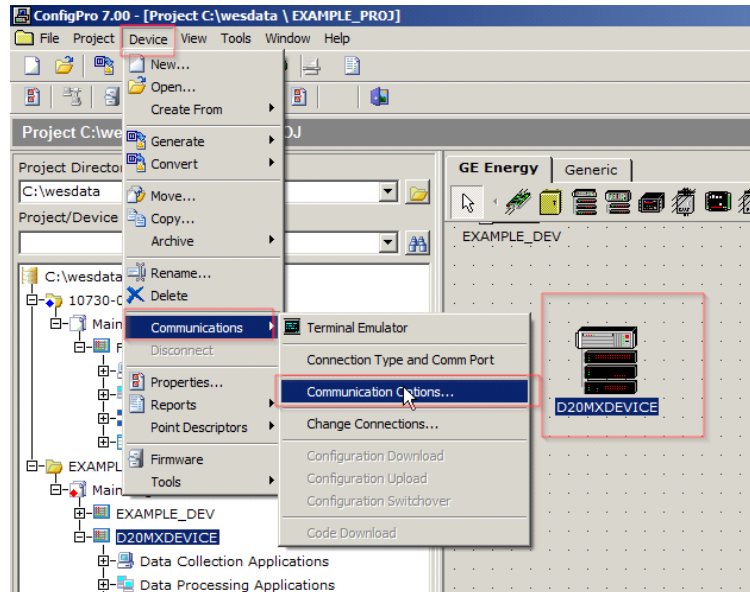 ConfigPro 7.00 - [Project C:\wesdata \ EXAMPLE_PROJ]
File Project Device View Tools Window Help
New...
Open...
Create From
Project C:\we
OJ
Generate
Convert
Project Directo
C:\wesdata
Move...
Copy...
Project/Device
Archive
Rename...
Delete
C:\wesdata
10730-0
Main
Communications
Disconnect
Properties...
Reports
Point Descriptors
Firmware
Tools
EXAMPL
Main
EXAMPLE_DEV
D20MXDEVICE
Data Collection Applications
Data Processing Applications
Terminal Emulator
Connection Type and Comm Port
Communication Options...
Change Connections...
Configuration Download
Configuration Upload
Configuration Switchover
Code Download
GE Energy Generic
EXAMPLE_DEV
D20MXDEVICE